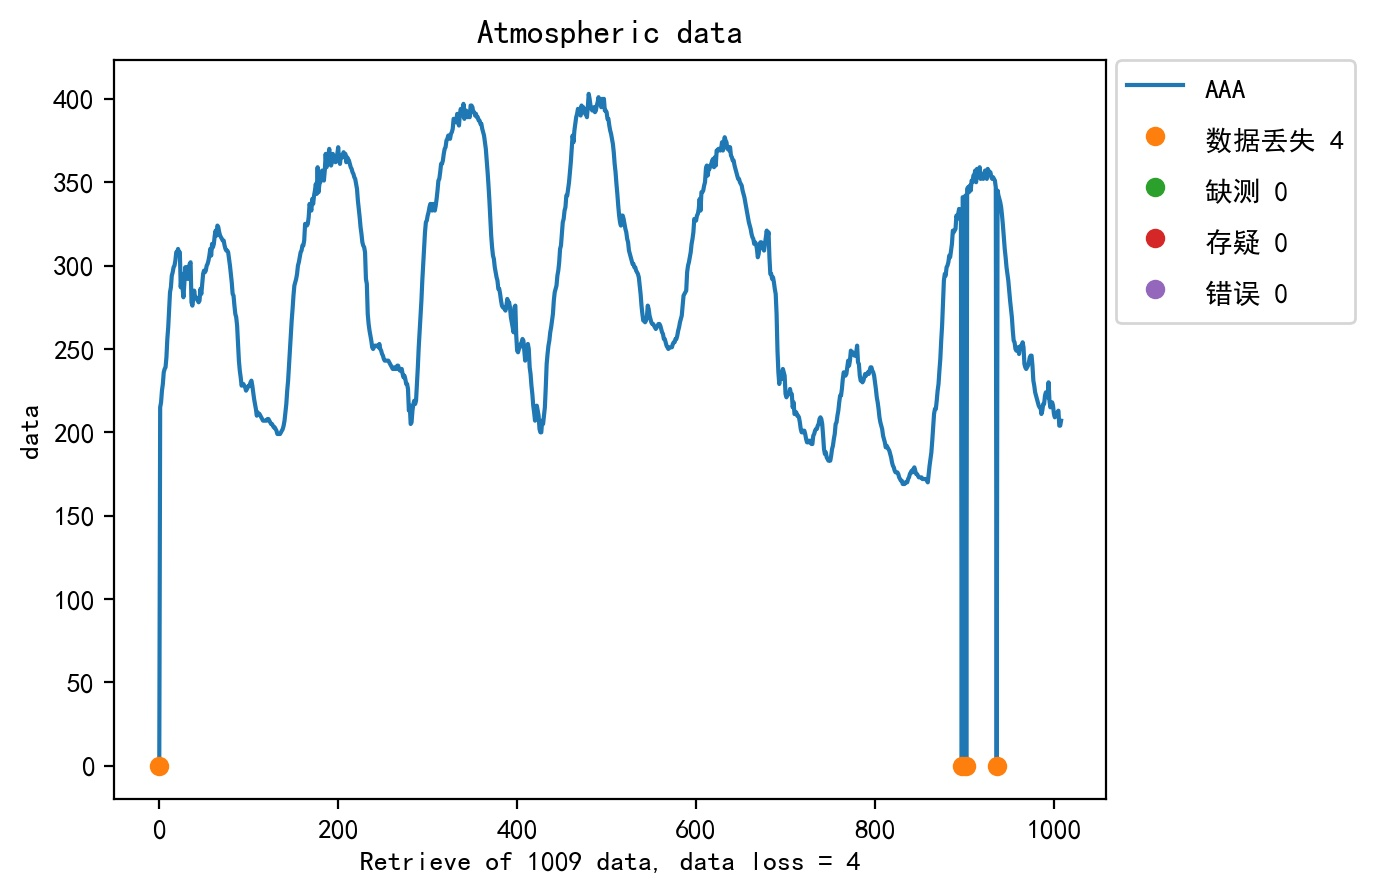 Atmospheric data
AAA
数据丢失 4
缺测 0
存疑 0
错误 0
data
400
350
300
250
200
150
100
50
0
0 200 400 600 800 1000
Retrieve of 1009 data, data loss = 4